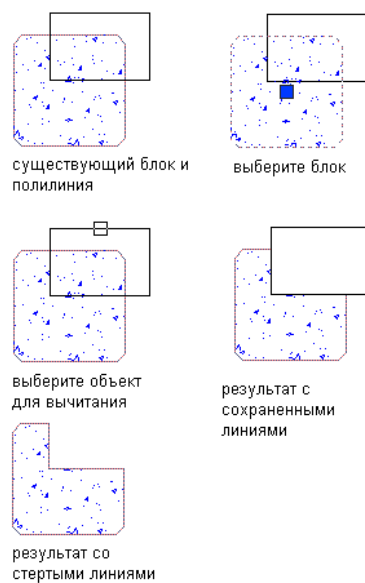 существующий блок и
полилиния
выберите блок
выберите объект
для вычитания
результат с
сохраненными
линиями
результат со
стертыми линиями